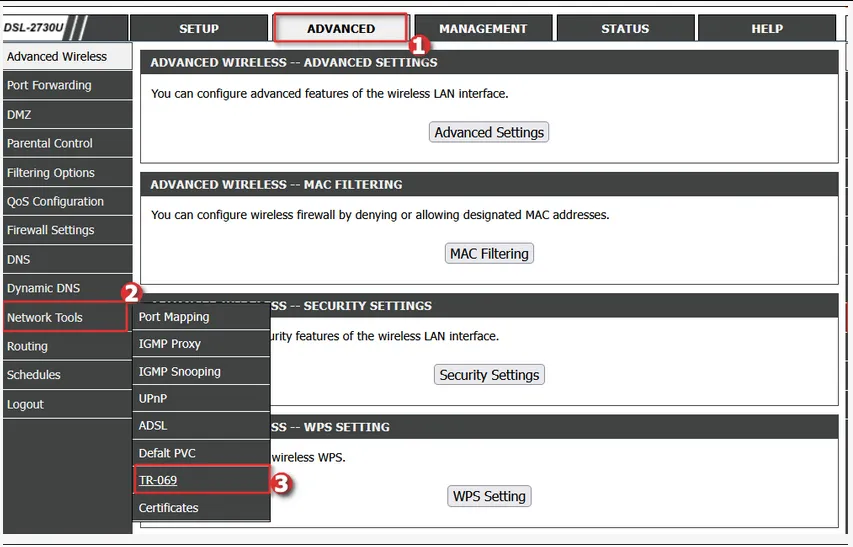 DSL-2730U
SETUP
ADVANCED
MANAGEMENT
STATUS
HELP
1
Advanced Wireless
Port Forwarding
DMZ
Parental Control
Filtering Options
QoS Configuration
Firewall Settings
DNS
Dynamic DNS
2
Network Tools
Routing
Schedules
Logout
Port Mapping
IGMP Proxy
IGMP Snooping
UPnP
ADSL
Defalt PVC
TR-069
3
Certificates
ADVANCED WIRELESS -- ADVANCED SETTINGS
You can configure advanced features of the wireless LAN interface.
Advanced Settings
ADVANCED WIRELESS -- MAC FILTERING
You can configure wireless firewall by denying or allowing designated MAC addresses.
MAC Filtering
-- SECURITY SETTINGS
features of the wireless LAN interface.
Security Settings
-- WPS SETTING
wireless WPS.
WPS Setting